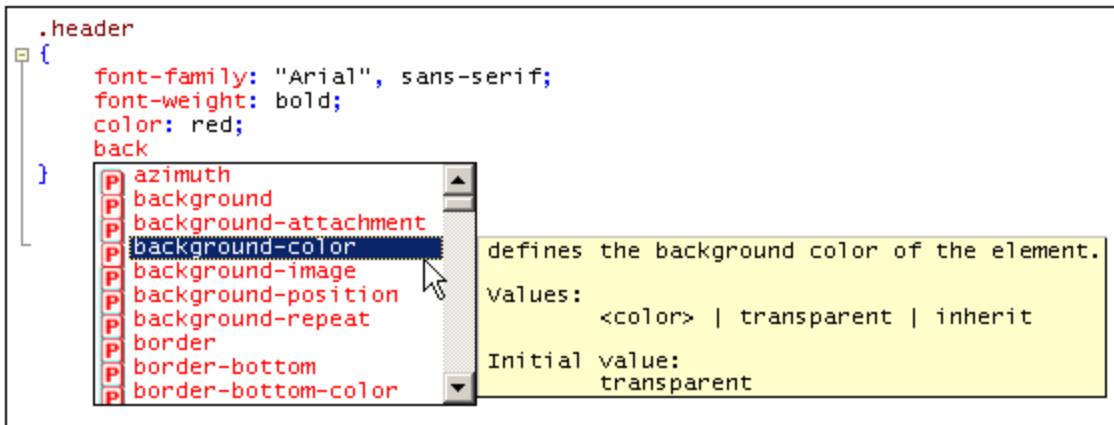 .header
{
font-family: "Arial", sans-serif;
font-weight: bold;
color: red;
back
}
P azimuth
P background
P background-attachment
P background-color
P background-image
P background-position
P background-repeat
P border
P border-bottom
P border-bottom-color
defines the background color of the element.
Values:
<color> | transparent | inherit
Initial value:
transparent